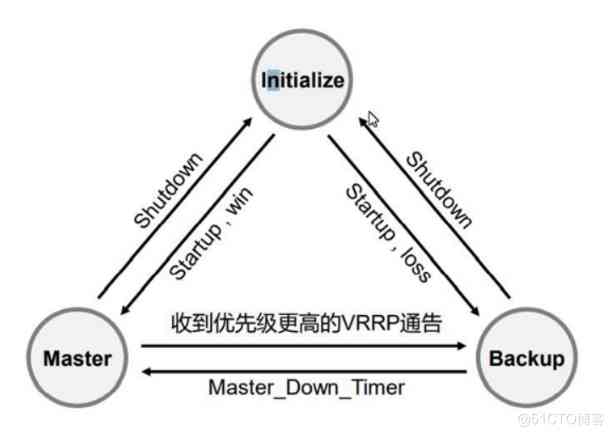 Initialize
Shutdown
Startup , win
Startup , loss
Shutdown
收到优先级更高的VRRP通告
Master
Backup
Master_Down_Timer
@51CTO博客